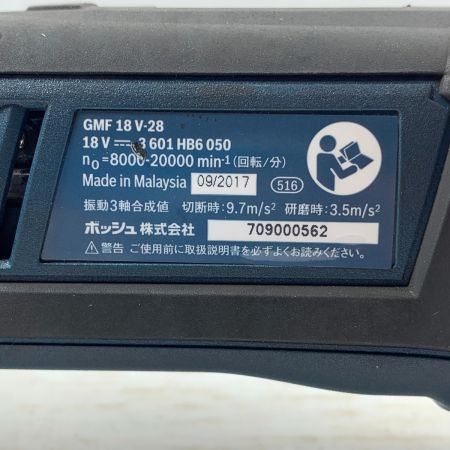 GMF 18 V-28
18 V ⎓ 3 601 HB6 050
n₀=8000-20000 min⁻¹(回転/分)
Made in Malaysia 09/2017 516
振動3軸合成値 切断時:9.7m/s² 研磨時:3.5m/s²
ボッシュ株式会社 709000562
⚠警告 ご使用前に取扱説明書を必ずよくお読みください。